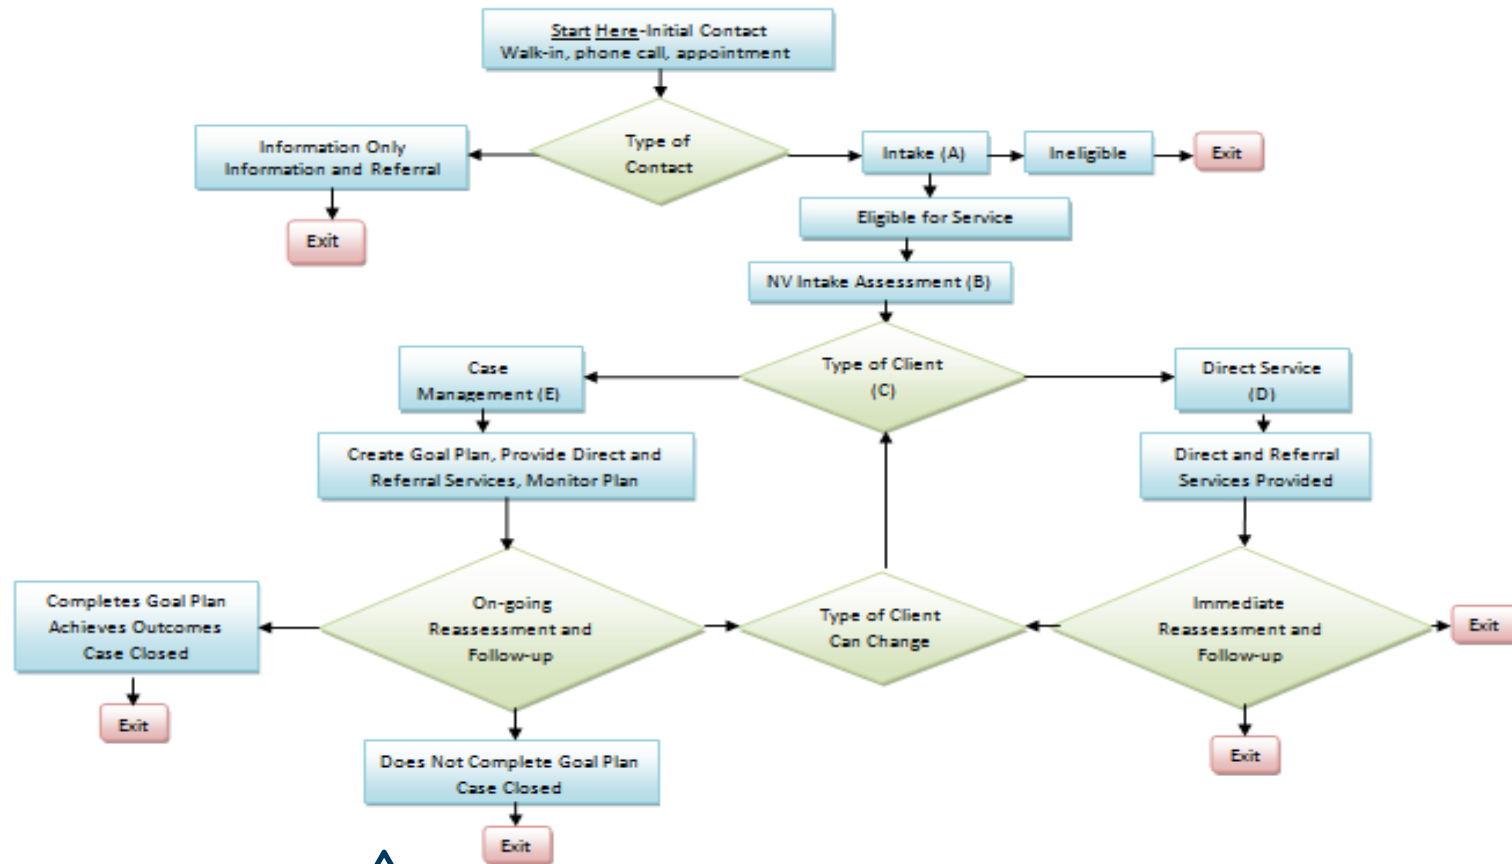 Start Here-Initial Contact
Walk-in, phone call, appointment
Type of
Contact
Information Only
Information and Referral
Exit
Intake (A)
Ineligible
Exit
Eligible for Service
NV Intake Assessment (B)
Type of Client
(C)
Case
Management (E)
Direct Service
(D)
Create Goal Plan, Provide Direct and
Referral Services, Monitor Plan
Direct and Referral
Services Provided
Completes Goal Plan
Achieves Outcomes
Case Closed
Exit
On-going
Reassessment and
Follow-up
Type of Client
Can Change
Immediate
Reassessment and
Follow-up
Exit
Exit
Does Not Complete Goal Plan
Case Closed
Exit